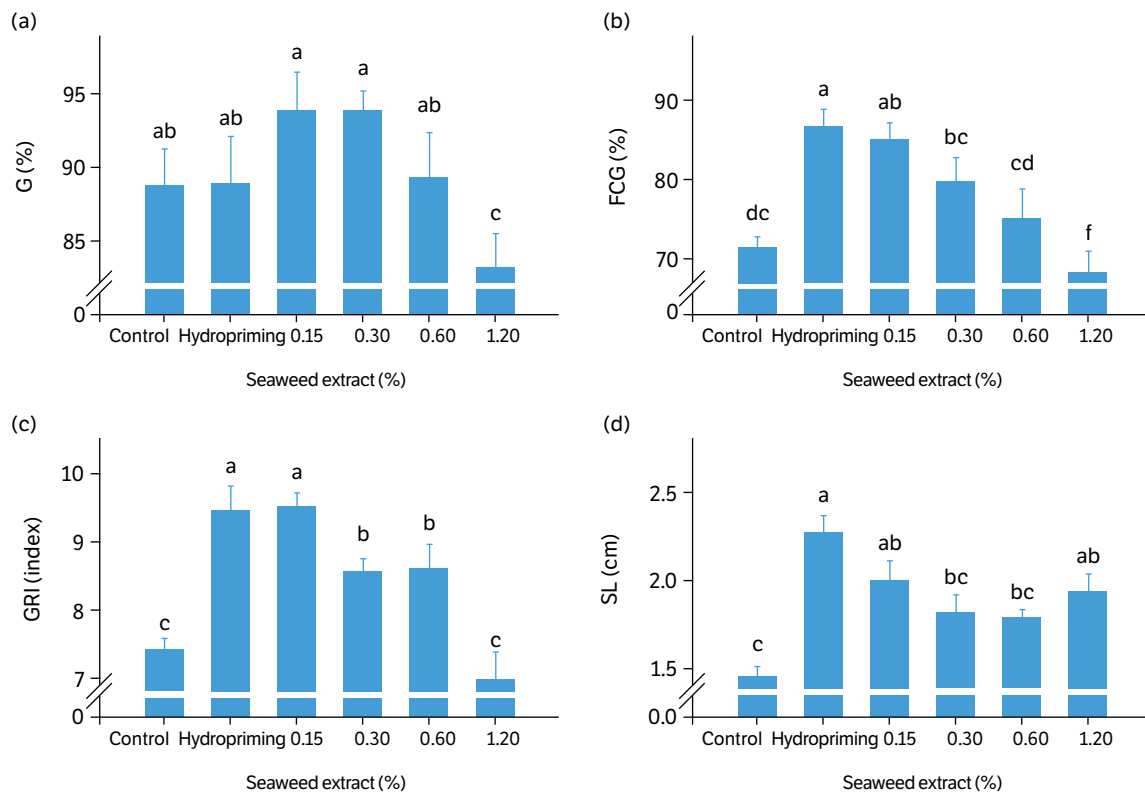 (a)
a
a
ab
ab
ab
c
G (%)
95
90
85
0
Control Hydropriming 0.15 0.30 0.60 1.20
Seaweed extract (%)
(b)
a
ab
bc
cd
dc
f
FCG (%)
90
80
70
0
Control Hydropriming 0.15 0.30 0.60 1.20
Seaweed extract (%)
(c)
a
a
b
b
c
c
GRI (index)
10
9
8
7
0
Control Hydropriming 0.15 0.30 0.60 1.20
Seaweed extract (%)
(d)
a
ab
ab
bc
bc
c
SL (cm)
2.5
2.0
1.5
0.0
Control Hydropriming 0.15 0.30 0.60 1.20
Seaweed extract (%)